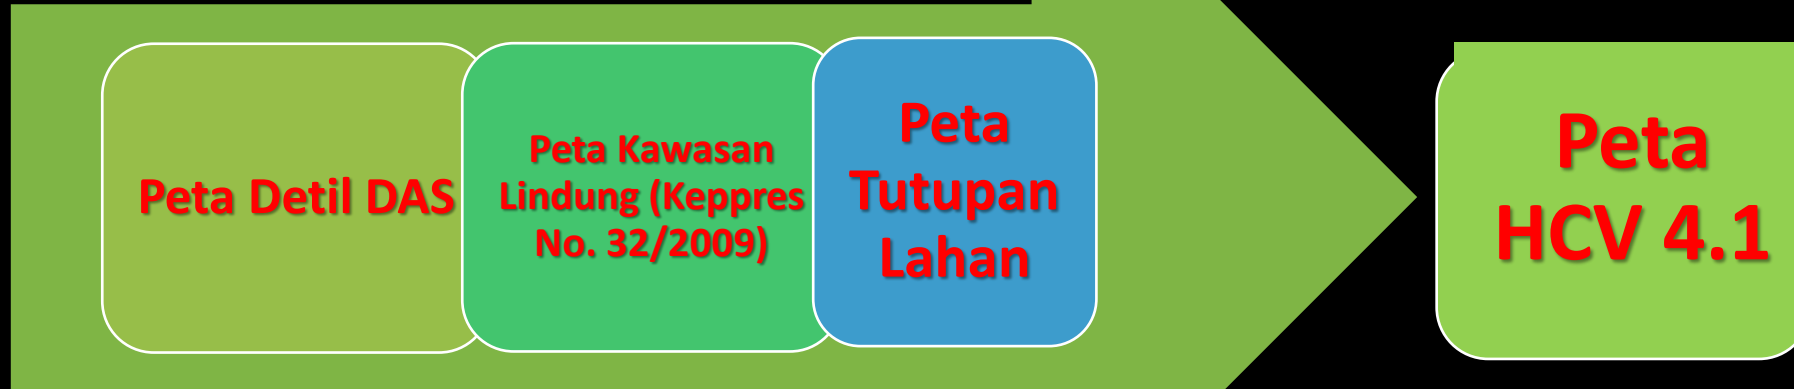 Peta Detil DAS
Peta Kawasan
Lindung (Keppres
No. 32/2009)
Peta
Tutupan
Lahan
Peta
HCV 4.1